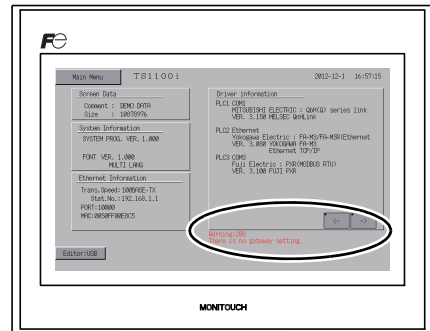 Fe
Main Menu
TS1100i
2012-12-1 16:57:15
Screen Data
Comment : DEMO DATA
Size : 10878976
System Information
SYSTEM PROG. VER. 1.000
FONT VER. 1.000
MULTI LANG
Ethernet Information
Trans.Speed:100BASE-TX
Stat.No.:192.168.1.1
PORT:10000
MAC:0050FF00E8C5
Driver information
PLC1 COM1
MITSUBISHI ELECTRIC : QnH(Q) series link
VER. 3.150 MELSEC QnHLink
PLC2 Ethernet
Yokogawa Electric : FA-M3/FA-M3R(Ethernet
VER. 3.080 YOKOGAWA FA-M3
Ethernet TCP/IP
PLC3 COM3
Fuji Electric : PXR(MODBUS RTU)
VER. 3.100 FUJI PXR
<- ->
Warning:200
There is no gateway setting.
Editor:USB
MONITOUCH